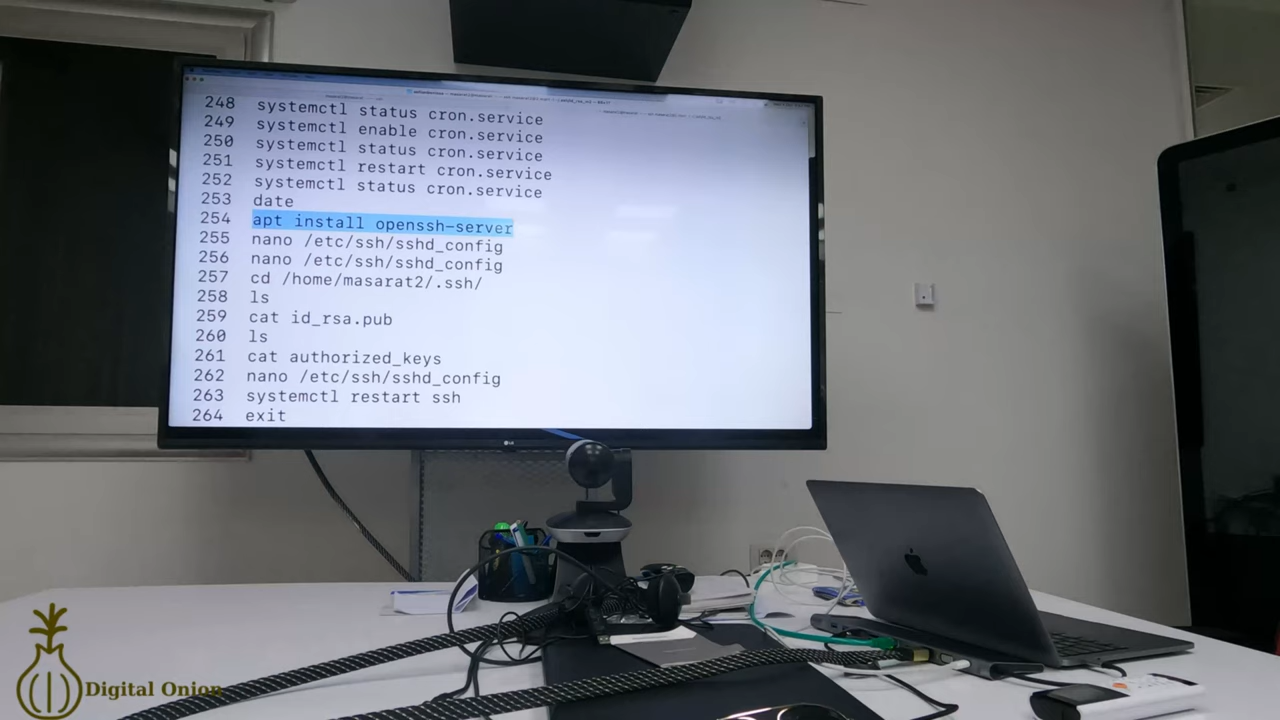 248 systemctl status cron.service
249 systemctl enable cron.service
250 systemctl status cron.service
251 systemctl restart cron.service
252 systemctl status cron.service
253 date
254 apt install openssh-server
255 nano /etc/ssh/sshd_config
256 nano /etc/ssh/sshd_config
257 cd /home/masarat2/.ssh/
258 ls
259 cat id_rsa.pub
260 ls
261 cat authorized_keys
262 nano /etc/ssh/sshd_config
263 systemctl restart ssh
264 exit
LG
Digital Onion